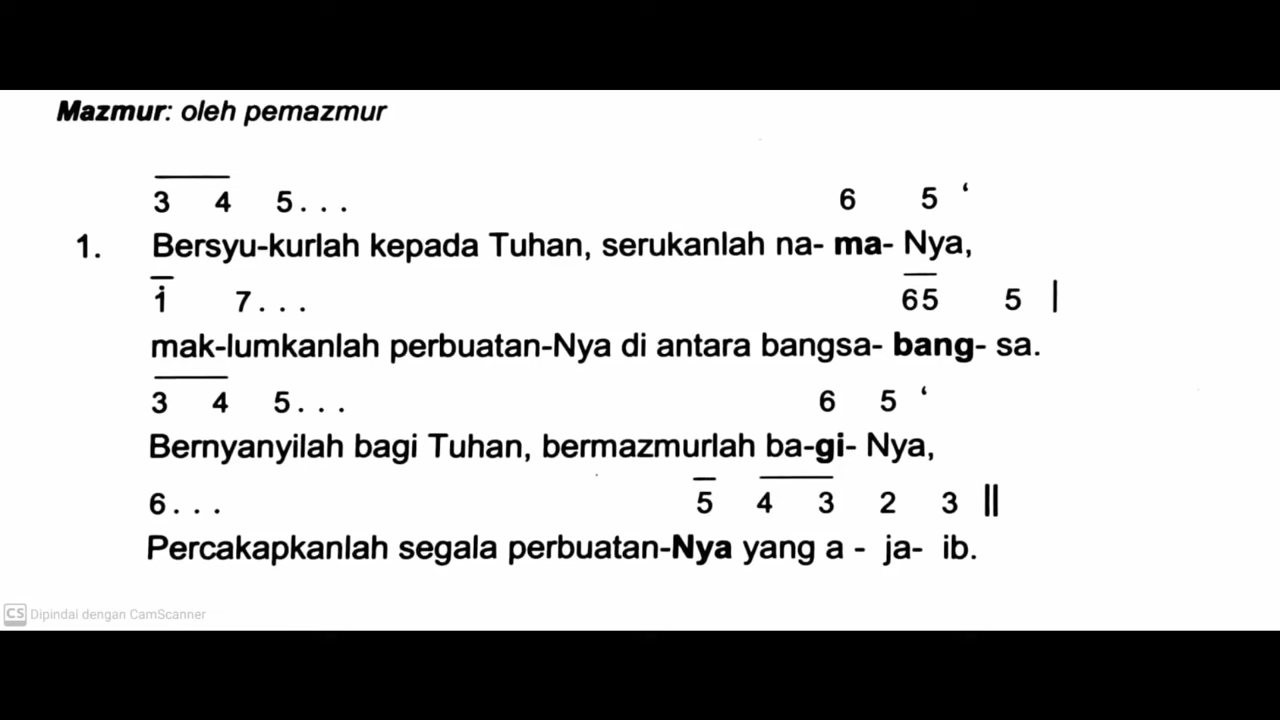 Mazmur: oleh pemazmur
3 4 5... 6 5 ‘
1. Bersyu-kurlah kepada Tuhan, serukanlah na- ma- Nya,
i 7... 65 5 |
mak-lumkanlah perbuatan-Nya di antara bangsa- bang- sa.
3 4 5... 6 5 ‘
Bernyanyilah bagi Tuhan, bermazmurlah ba-gi- Nya,
6... 5 4 3 2 3 ||
Percakapkanlah segala perbuatan-Nya yang a - ja- ib.
CS Dipindai dengan CamScanner